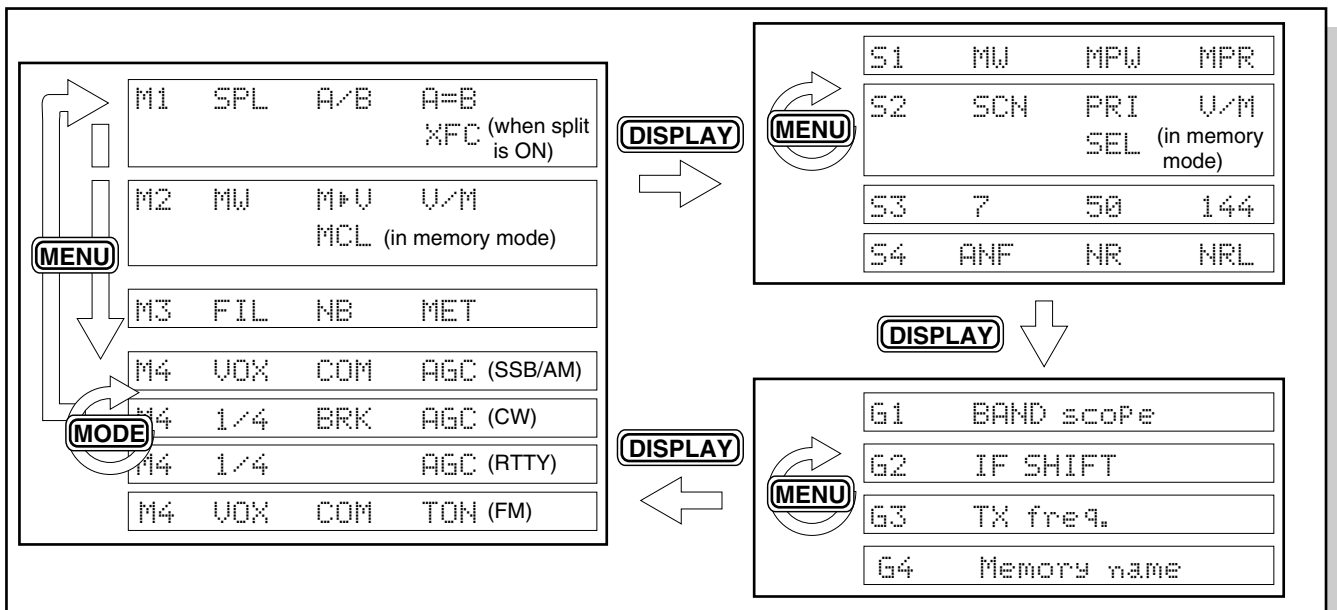 M1 SPL A/B A=B
XFC (when split is ON)
M2 MW M▸V V/M
MCL (in memory mode)
MENU
M3 FIL NB MET
M4 VOX COM AGC (SSB/AM)
MODE
M4 1/4 BRK AGC (CW)
M4 1/4 AGC (RTTY)
M4 VOX COM TON (FM)
DISPLAY
S1 MW MPW MPR
MENU
S2 SCN PRI V/M
SEL (in memory mode)
S3 7 50 144
S4 ANF NR NRL
DISPLAY
G1 BAND scoPe
G2 IF SHIFT
MENU
G3 TX freq.
G4 Memory name
DISPLAY